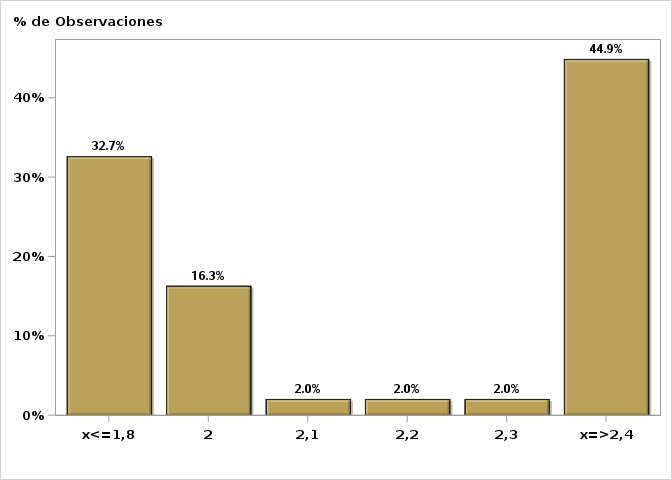 % de Observaciones
44.9%
40%
32.7%
30%
20%
16.3%
10%
2.0% 2.0% 2.0%
0%
x<=1,8 2 2,1 2,2 2,3 x=>2,4